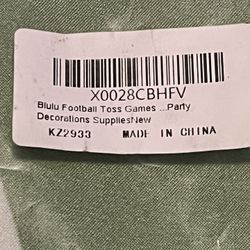 X0028CBHFV
Blulu Football Toss Games ...Party
Decorations SuppliesNew
KZ2933 MADE IN CHINA